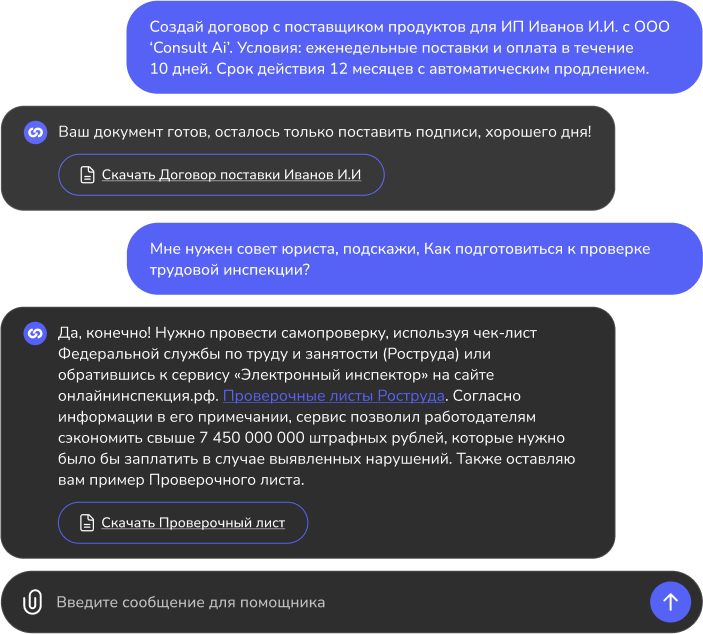 Создай договор с поставщиком продуктов для ИП Иванов И.И. с ООО
‘Consult Ai’. Условия: еженедельные поставки и оплата в течение
10 дней. Срок действия 12 месяцев с автоматическим продлением.
Ваш документ готов, осталось только поставить подписи, хорошего дня!
Скачать Договор поставки Иванов И.И
Мне нужен совет юриста, подскажи, Как подготовиться к проверке
трудовой инспекции?
Да, конечно! Нужно провести самопроверку, используя чек-лист
Федеральной службы по труду и занятости (Роструда) или
обратившись к сервису «Электронный инспектор» на сайте
онлайнинспекция.рф. Проверочные листы Роструда. Согласно
информации в его примечании, сервис позволил работодателям
сэкономить свыше 7 450 000 000 штрафных рублей, которые нужно
было бы заплатить в случае выявленных нарушений. Также оставляю
вам пример Проверочного листа.
Скачать Проверочный лист
Введите сообщение для помощника